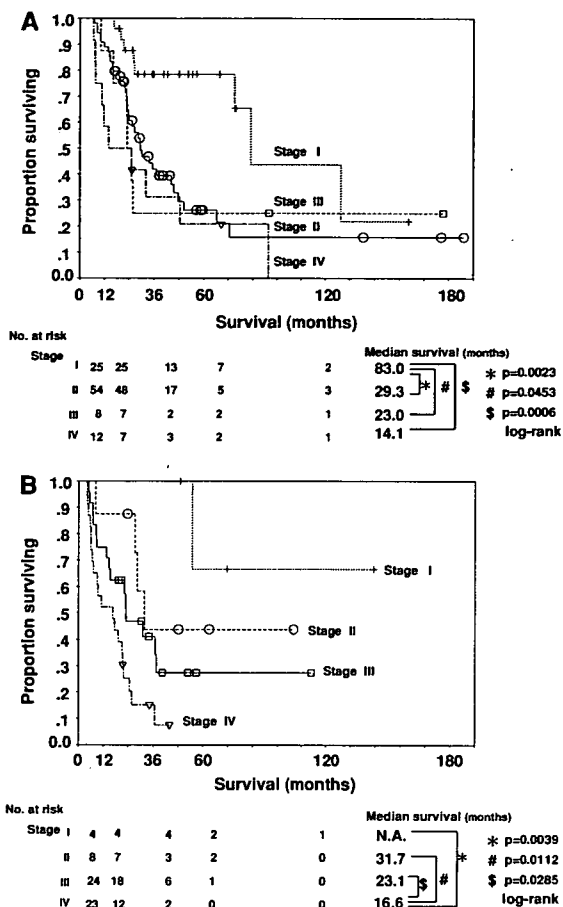 A
1.0
.9
.8
.7
.6
.5
.4
.3
.2
.1
0.0
Proportion surviving
Stage I
Stage III
Stage II
Stage IV
0 12 36 60 120 180
Survival (months)
No. at risk
Stage
Median survival (months)
I 25 25 13 7 2 83.0
II 54 48 17 5 3 29.3
III 8 7 2 2 1 23.0
IV 12 7 3 2 1 14.1
* # $
* p=0.0023
# p=0.0453
$ p=0.0006
log-rank
B
1.0
.9
.8
.7
.6
.5
.4
.3
.2
.1
0.0
Proportion surviving
Stage I
Stage II
Stage III
Stage IV
0 12 36 60 120 180
Survival (months)
No. at risk
Stage
Median survival (months)
I 4 4 4 2 1 N.A.
II 8 7 3 2 0 31.7
III 24 18 6 1 0 23.1
IV 23 12 2 0 0 16.6
$ # *
* p=0.0039
# p=0.0112
$ p=0.0285
log-rank